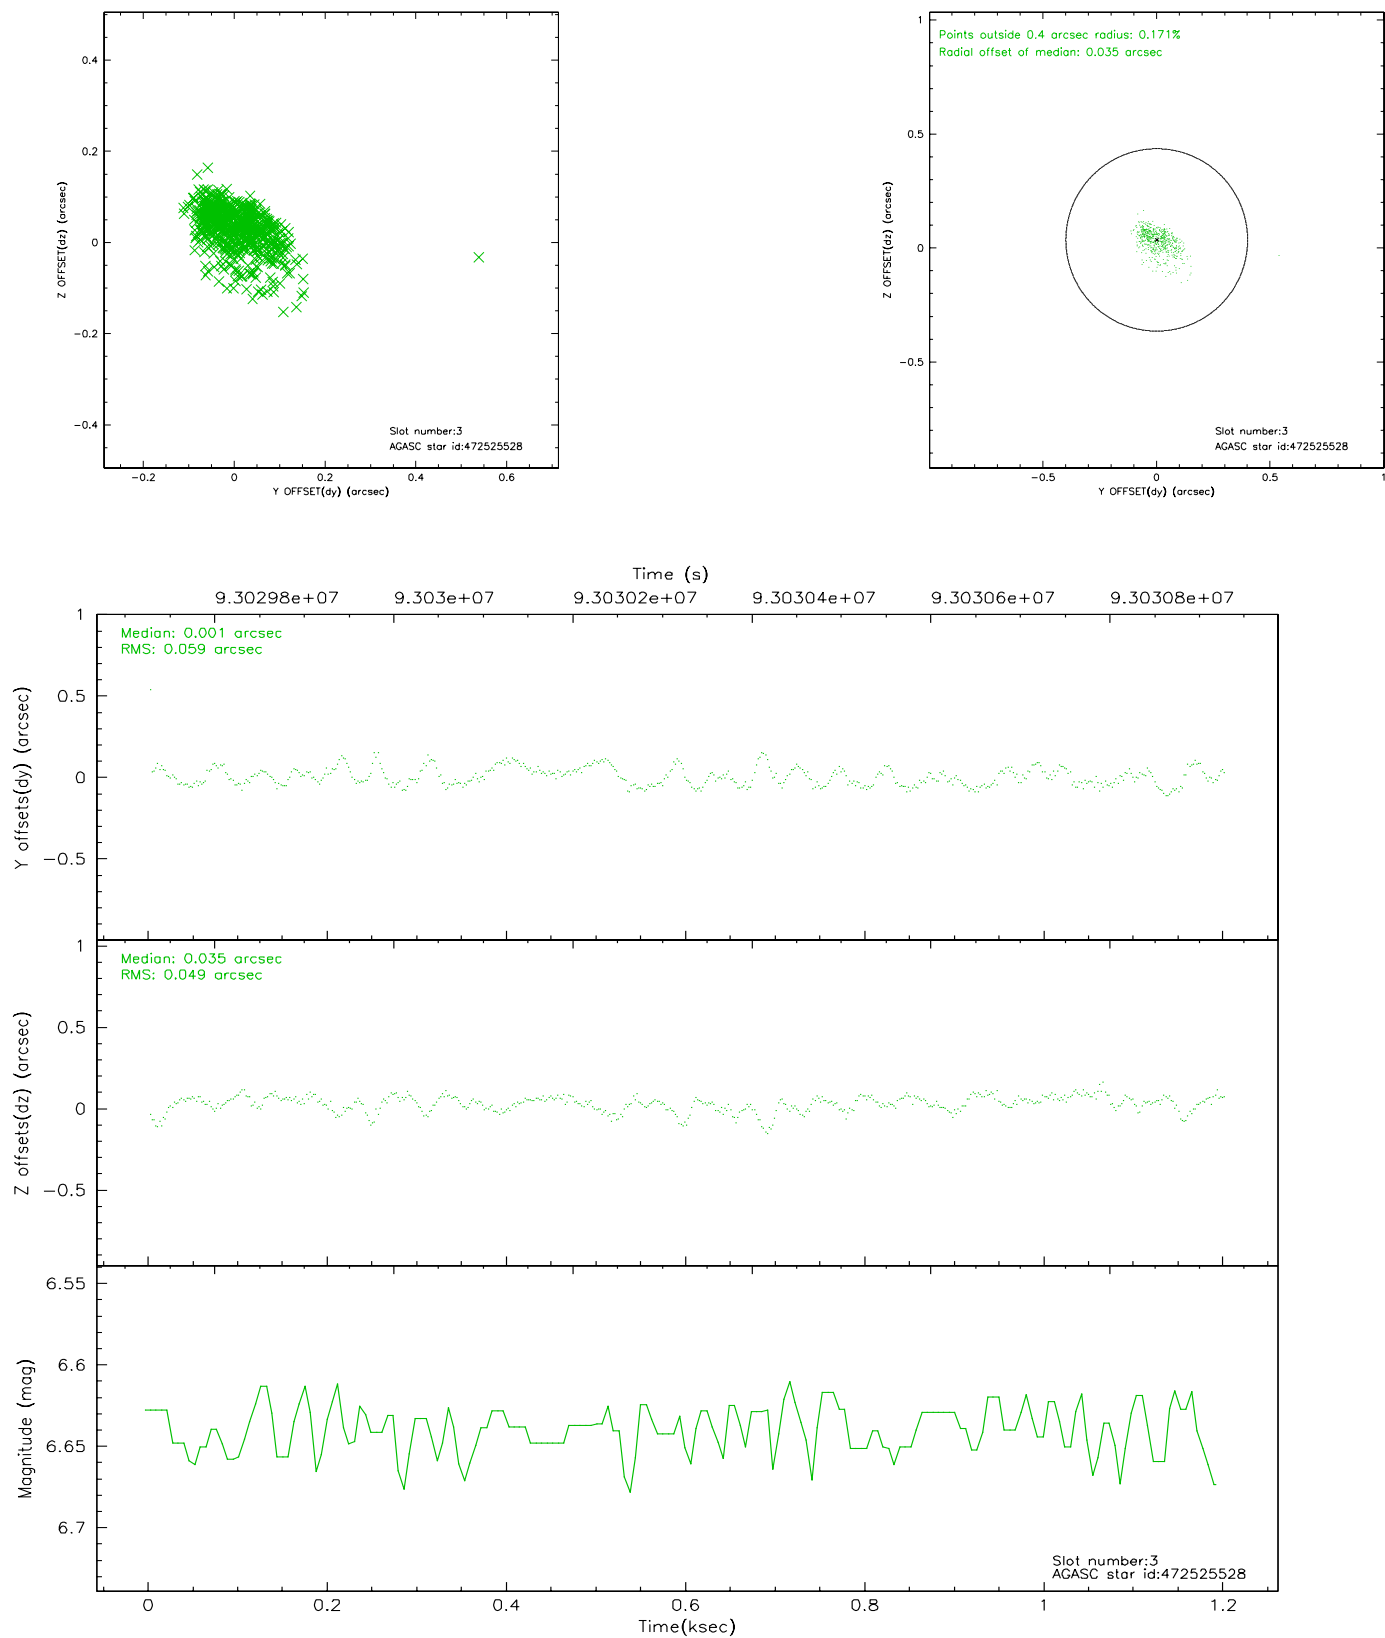 0.4
0.2
0
−0.2
−0.4
Z OFFSET(dz) (arcsec)
Slot number:3
AGASC star id:472525528
−0.2 0 0.2 0.4 0.6
Y OFFSET(dy) (arcsec)
Points outside 0.4 arcsec radius: 0.171%
Radial offset of median: 0.035 arcsec
1
0.5
0
−0.5
Z OFFSET(dz) (arcsec)
Slot number:3
AGASC star id:472525528
−0.5 0 0.5 1
Y OFFSET(dy) (arcsec)
Time (s)
9.30298e+07 9.303e+07 9.30302e+07 9.30304e+07 9.30306e+07 9.30308e+07
Median: 0.001 arcsec
RMS: 0.059 arcsec
1
0.5
0
−0.5
Y offsets(dy) (arcsec)
Median: 0.035 arcsec
RMS: 0.049 arcsec
1
0.5
0
−0.5
Z offsets(dz) (arcsec)
6.55
6.6
6.65
6.7
Magnitude (mag)
Slot number:3
AGASC star id:472525528
0 0.2 0.4 0.6 0.8 1 1.2
Time(ksec)